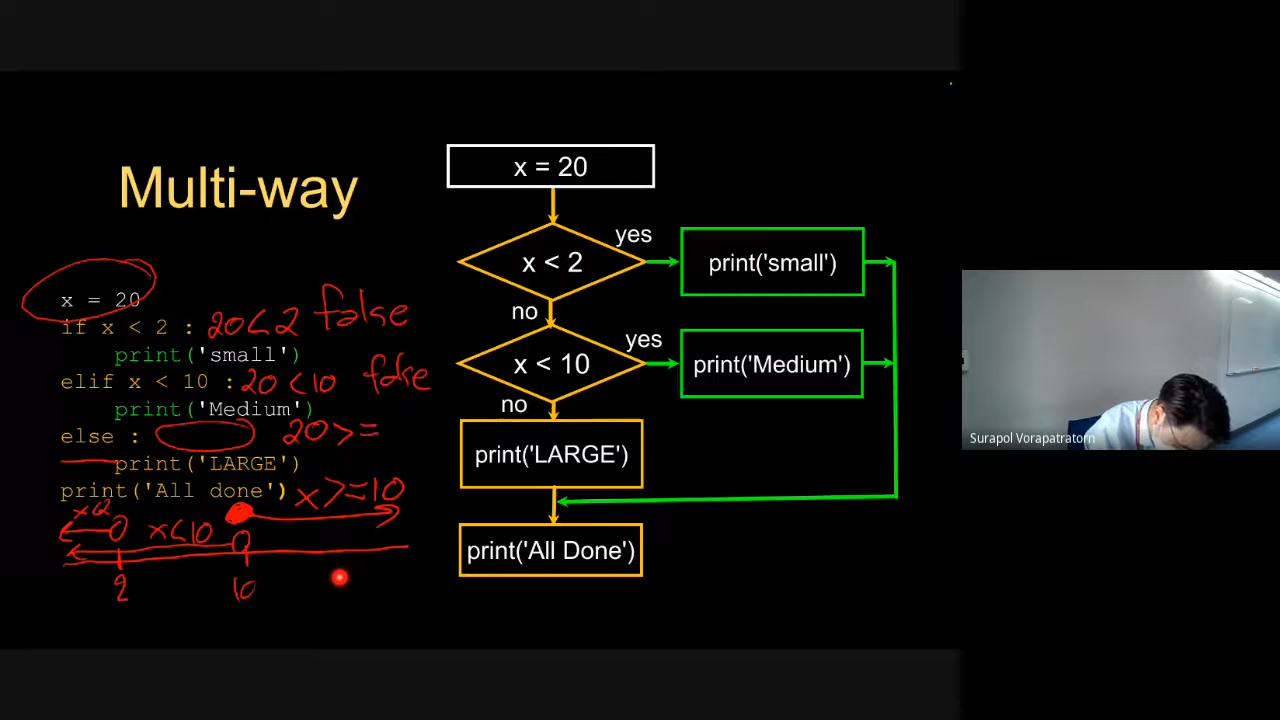 Multi-way
x = 20
if x < 2 : 20<2 false
print('small')
elif x < 10 : 20<10 false
print('Medium')
else : 20>=
print('LARGE')
print('All done') x>=10
x<2 x<10
2 10
x = 20
yes
x < 2
print('small')
no
yes
x < 10
print('Medium')
no
print('LARGE')
print('All Done')
Surapol Vorapatratorn